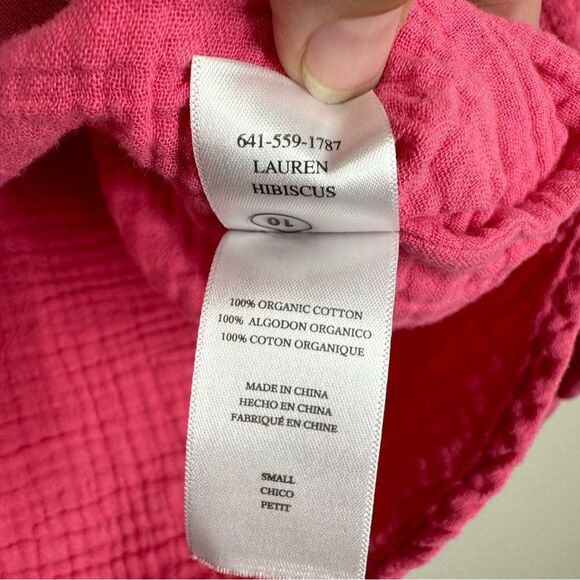 641-559-1787
LAUREN
HIBISCUS
10
100% ORGANIC COTTON
100% ALGODON ORGANICO
100% COTON ORGANIQUE
MADE IN CHINA
HECHO EN CHINA
FABRIQUÉ EN CHINE
SMALL
CHICO
PETIT